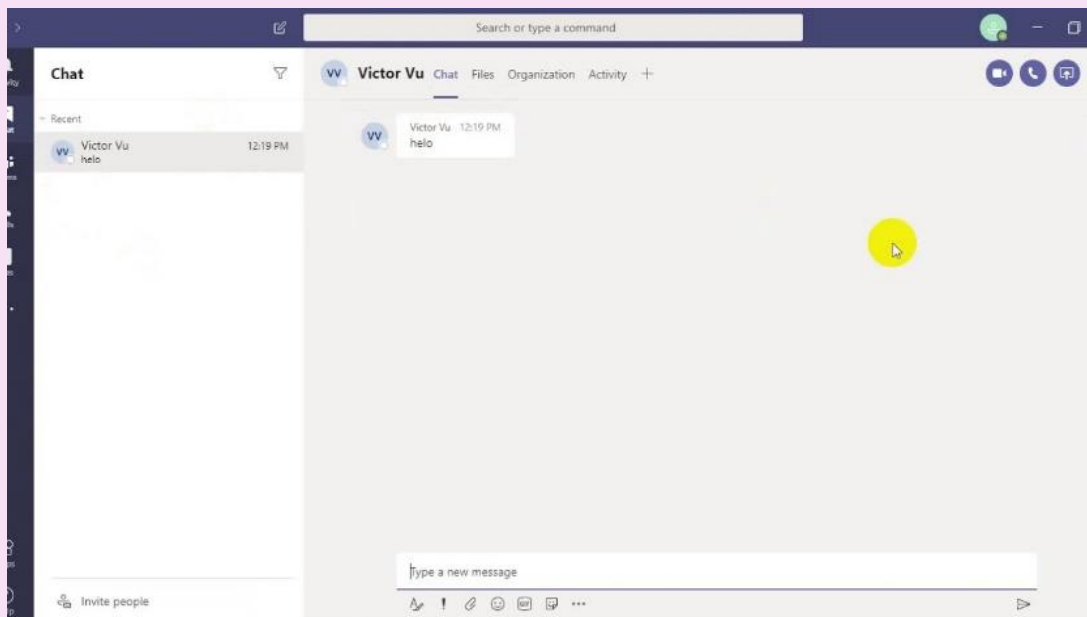 Search or type a command
Chat
Recent
VV Victor Vu 12:19 PM
helo
Invite people
VV Victor Vu Chat Files Organization Activity
VV Victor Vu 12:19 PM
helo
Type a new message
GIF